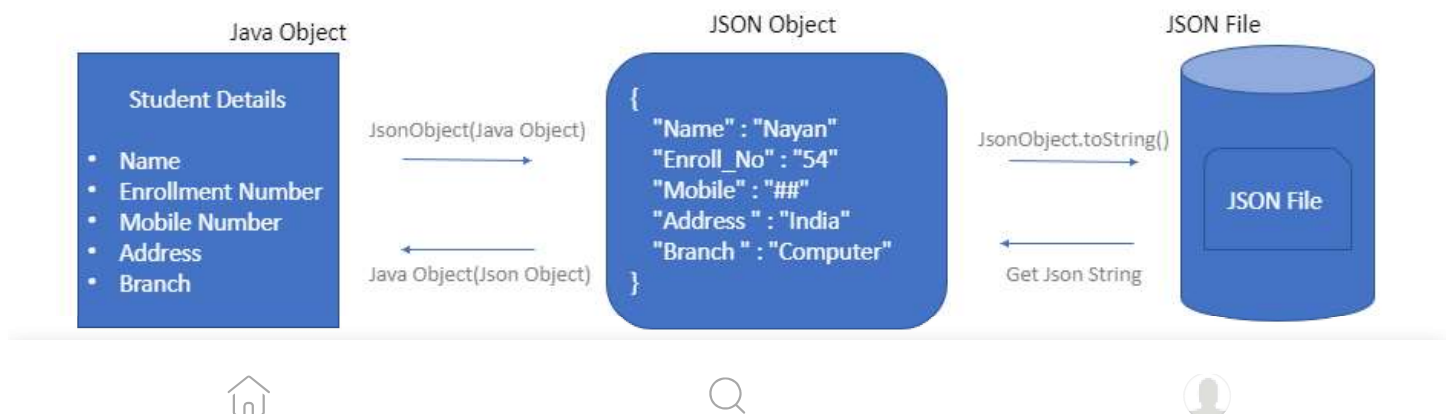 Java Object
JSON Object
JSON File
Student Details
• Name
• Enrollment Number
• Mobile Number
• Address
• Branch
JsonObject(Java Object)
Java Object(Json Object)
{
"Name" : "Nayan"
"Enroll_No" : "54"
"Mobile" : "##"
"Address " : "India"
"Branch " : "Computer"
}
JsonObject.toString()
Get Json String
JSON File